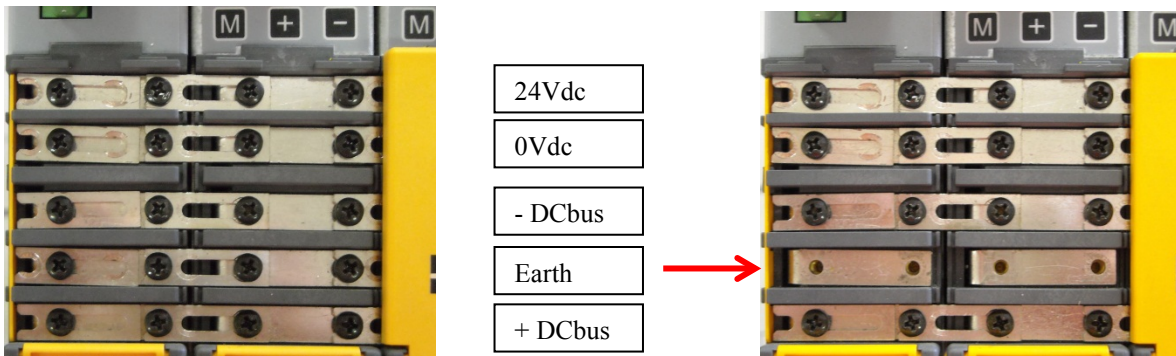 M + −
M
24Vdc
0Vdc
- DCbus
Earth
+ DCbus
M + −
M